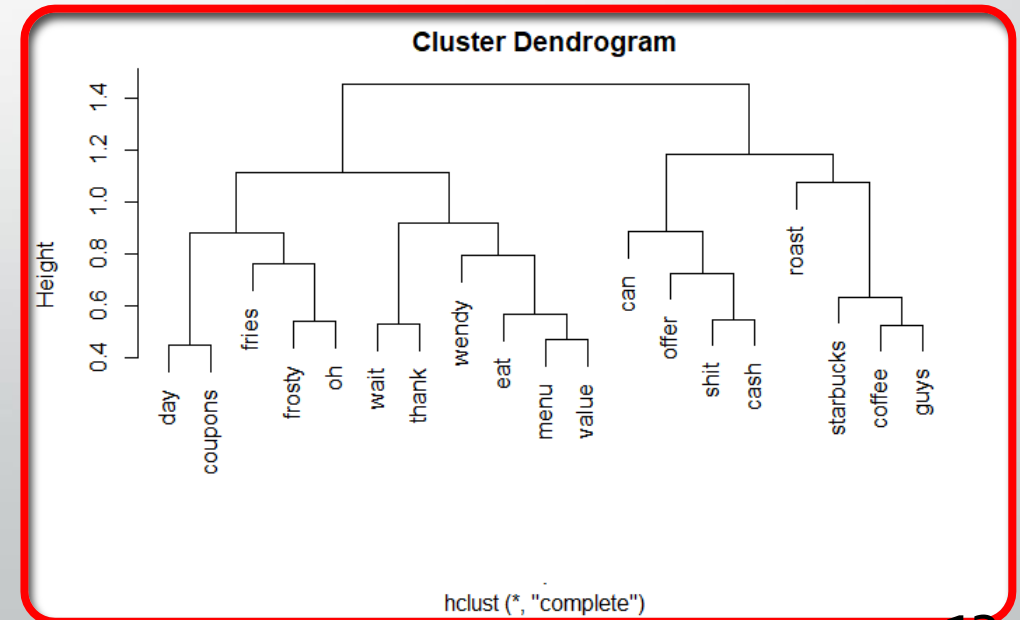 Cluster Dendrogram
Height
1.4
1.2
1.0
0.8
0.6
0.4
day
coupons
fries
frosty
oh
wait
thank
wendy
eat
menu
value
can
offer
shit
cash
roast
starbucks
coffee
guys
hclust (*, "complete")